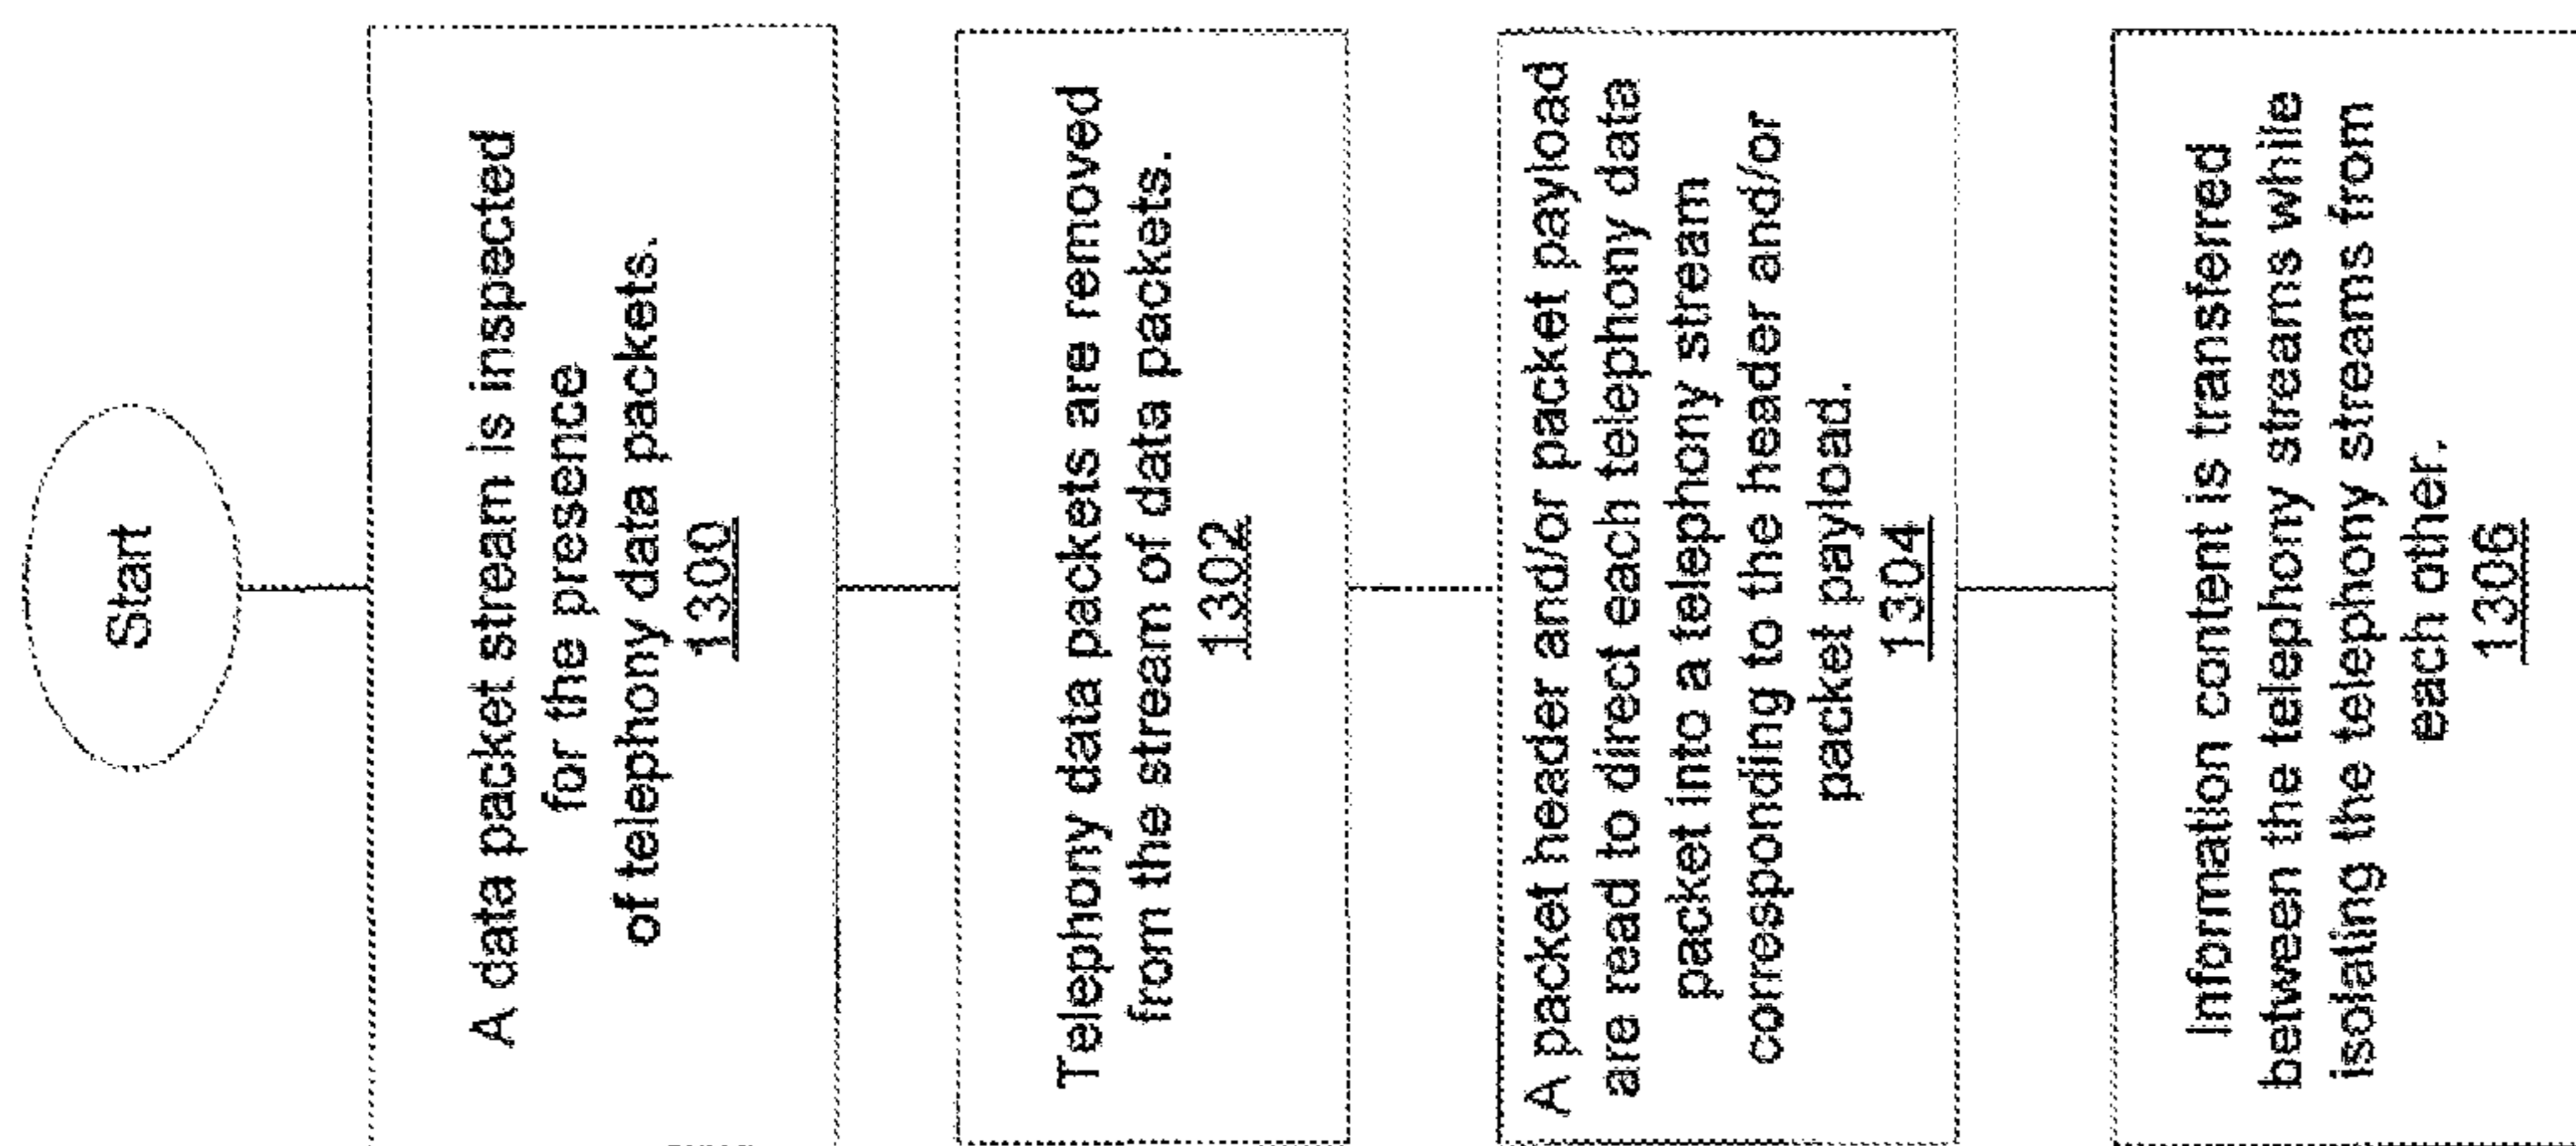 Start
A data packet stream is inspected
for the presence
of telephony data packets.
1300
Telephony data packets are removed
from the stream of data packets.
1302
A packet header and/or packet payload
are read to direct each telephony data
packet into a telephony stream
corresponding to the header and/or
packet payload.
1304
Information content is transferred
between the telephony streams while
isolating the telephony streams from
each other.
1306